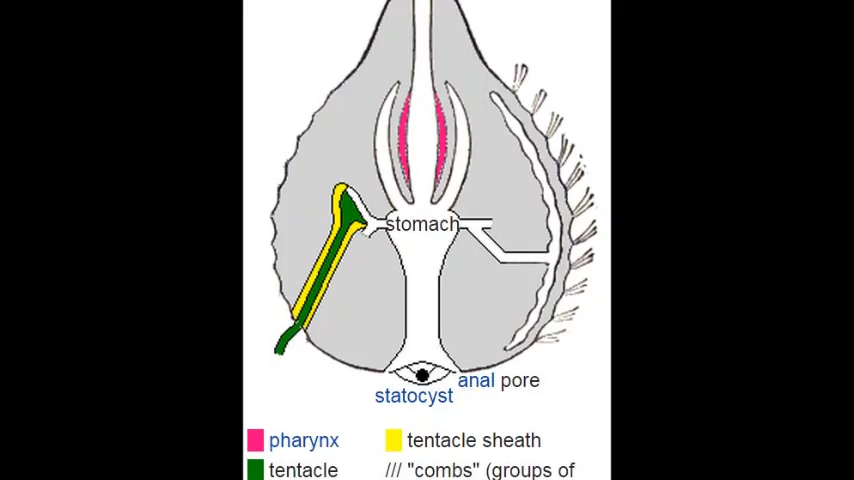 stomach
anal pore
statocyst
pharynx
tentacle sheath
tentacle
/// "combs" (groups of